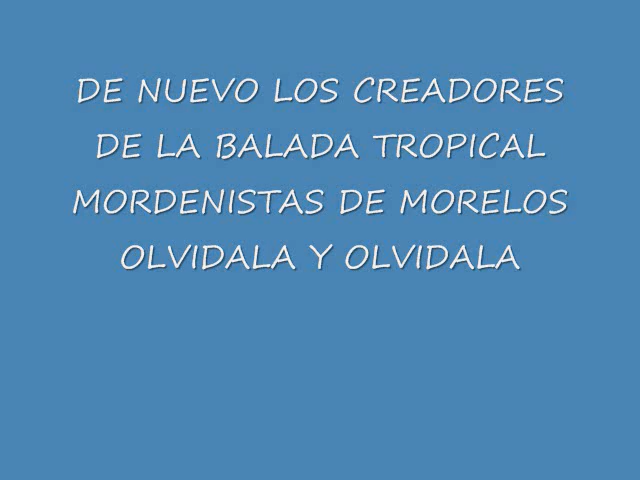 DE NUEVO LOS CREADORES
DE LA BALADA TROPICAL
MORDENISTAS DE MORELOS
OLVIDALA Y OLVIDALA